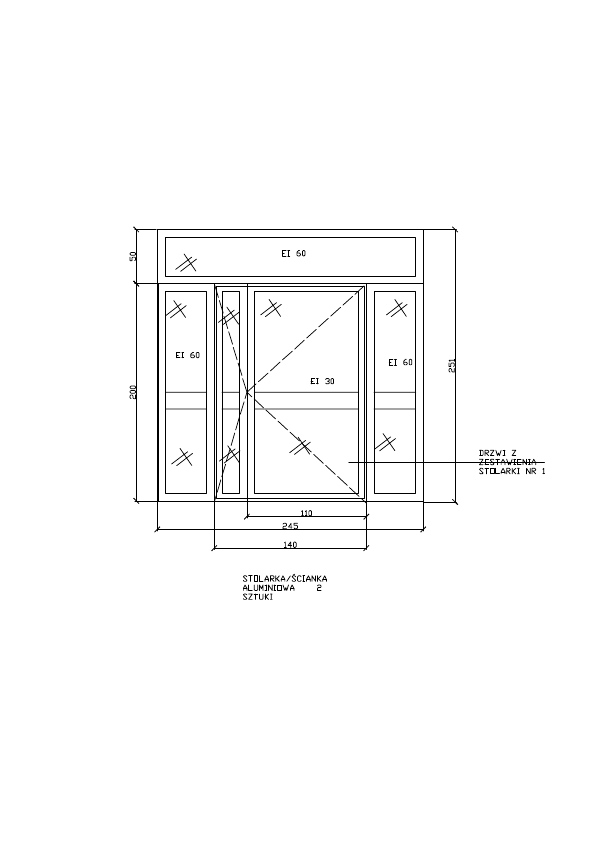 EI 60
50
EI 60
EI 60
251
EI 30
200
DRZWI Z
ZESTAWIENIA
STOLARKI NR 1
110
245
140
STOLARKA/ŚCIANKA
ALUMINIOWA 2
SZTUKI